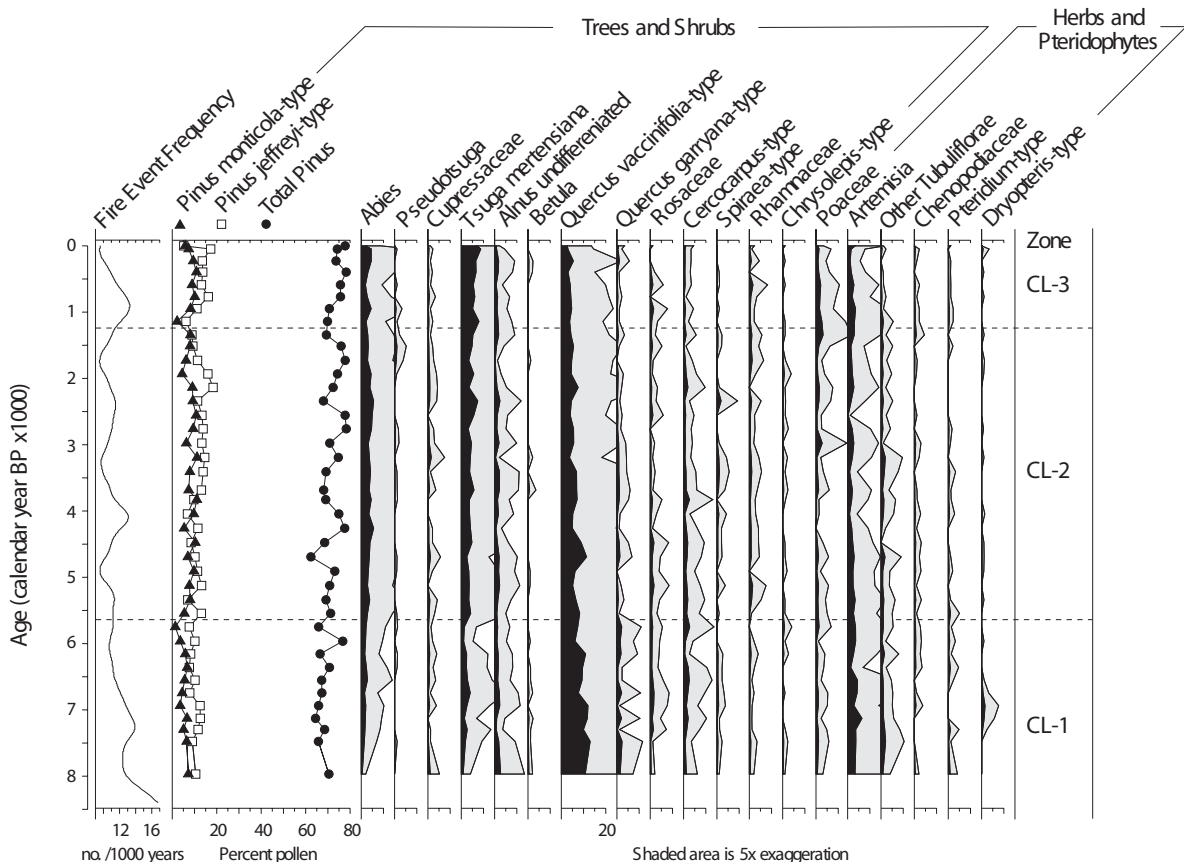 Trees and Shrubs
Herbs and
Pteridophytes
Fire Event Frequency
Pinus monticola-type
Pinus jeffreyi-type
Total Pinus
Abies
Pseudotsuga
Cupressaceae
Tsuga mertensiana
Alnus undiffereniated
Betula
Quercus vaccinifolia-type
Quercus garryana-type
Rosaceae
Cercocarpus-type
Spiraea-type
Rhamnaceae
Chrysolepis-type
Poaceae
Artemisia
Other Tubuliflorae
Chenopodiaceae
Pteridium-type
Dryopteris-type
Zone
CL-3
CL-2
CL-1
Age (calendar year BP x1000)
0
1
2
3
4
5
6
7
8
12 16
20 40 60 80
20
no. /1000 years
Percent pollen
Shaded area is 5x exaggeration